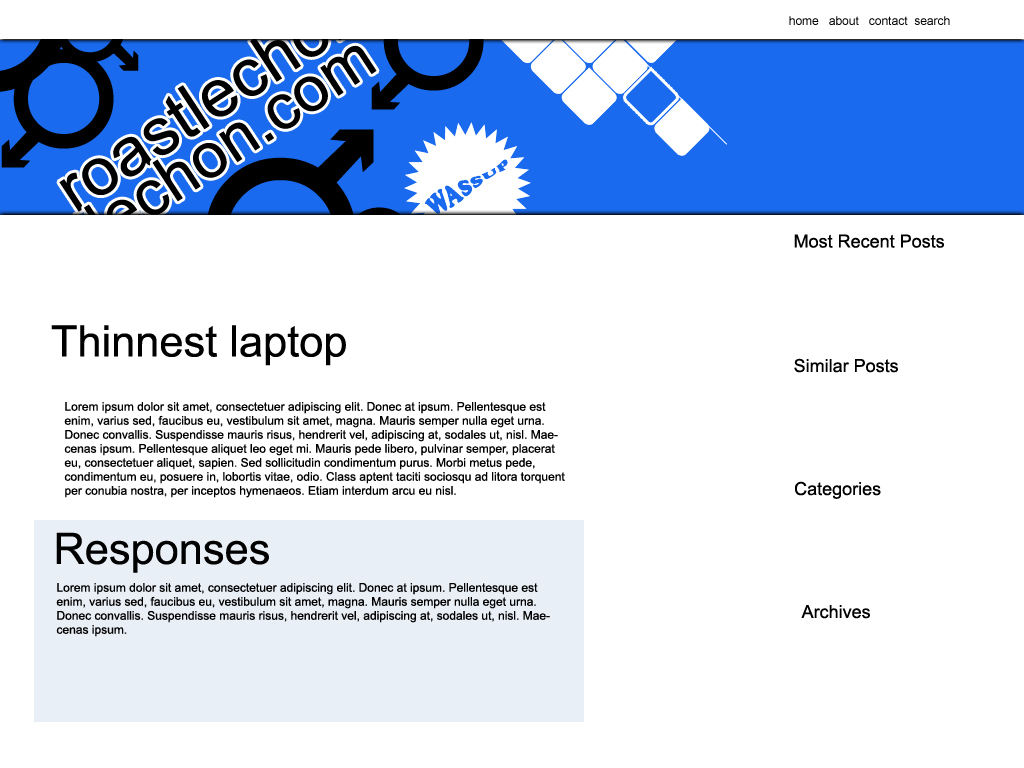 home about contact search
roastlechon.com
lechon.com
WASSUP
Most Recent Posts
Thinnest laptop
Similar Posts
Lorem ipsum dolor sit amet, consectetuer adipiscing elit. Donec at ipsum. Pellentesque est
enim, varius sed, faucibus eu, vestibulum sit amet, magna. Mauris semper nulla eget urna.
Donec convallis. Suspendisse mauris risus, hendrerit vel, adipiscing at, sodales ut, nisl. Mae-
cenas ipsum. Pellentesque aliquet leo eget mi. Mauris pede libero, pulvinar semper, placerat
eu, consectetuer aliquet, sapien. Sed sollicitudin condimentum purus. Morbi metus pede,
condimentum eu, posuere in, lobortis vitae, odio. Class aptent taciti sociosqu ad litora torquent
per conubia nostra, per inceptos hymenaeos. Etiam interdum arcu eu nisl.
Categories
Responses
Lorem ipsum dolor sit amet, consectetuer adipiscing elit. Donec at ipsum. Pellentesque est
enim, varius sed, faucibus eu, vestibulum sit amet, magna. Mauris semper nulla eget urna.
Donec convallis. Suspendisse mauris risus, hendrerit vel, adipiscing at, sodales ut, nisl. Mae-
cenas ipsum.
Archives